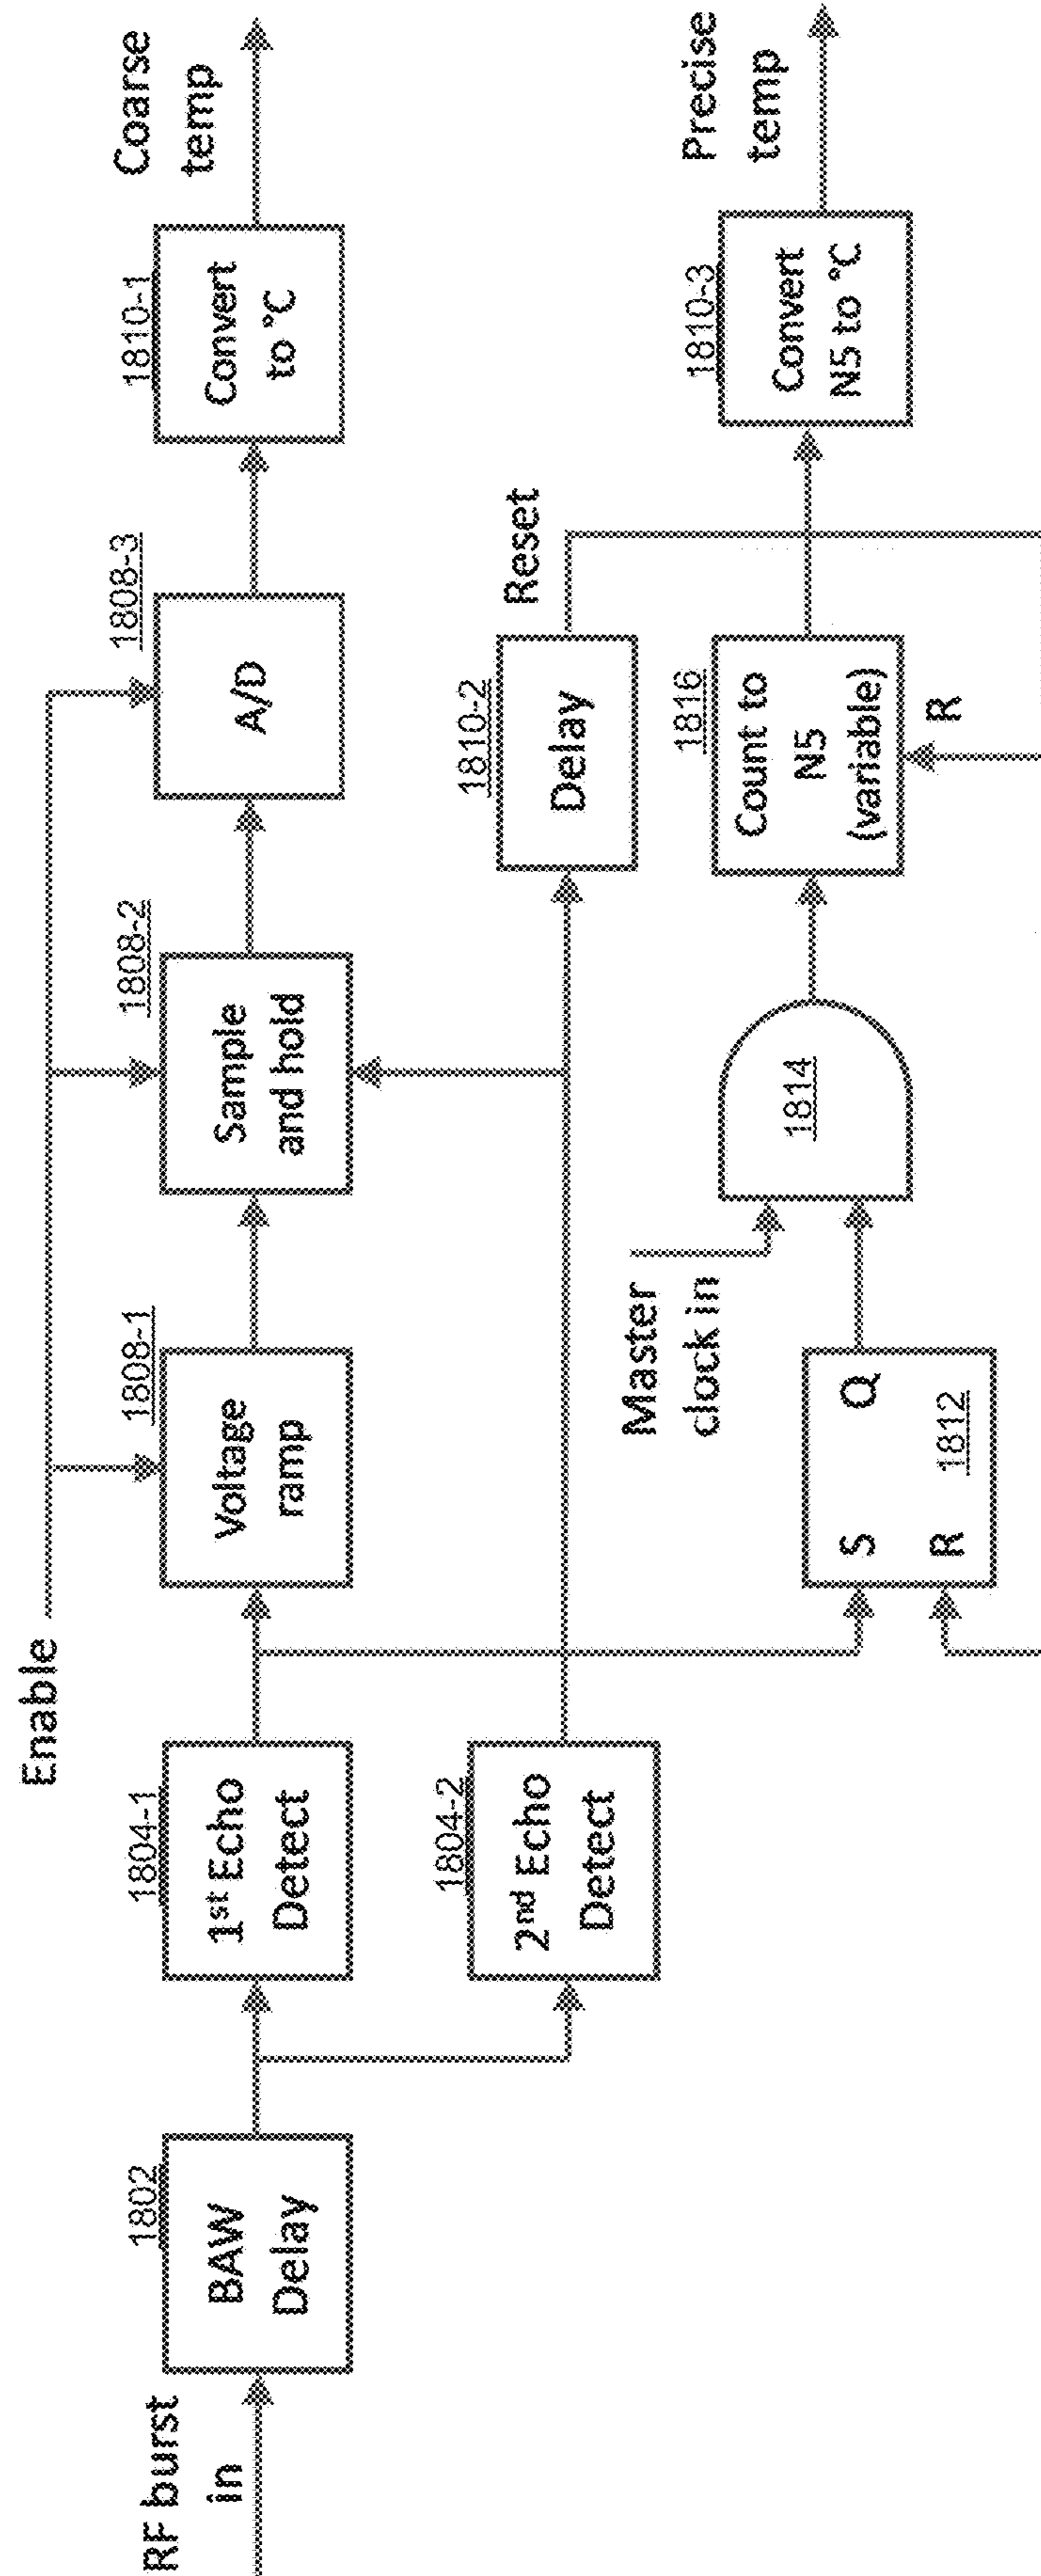 Enable
RF burst
in
1802
BAW
Delay
1804-1
1st Echo
Detect
1808-1
Voltage
ramp
1808-2
Sample
and hold
1808-3
A/D
1810-1
Convert
to °C
Coarse
temp
1804-2
2nd Echo
Detect
1810-2
Delay
Reset
Master
clock in
S
Q
R
1812
1814
1816
Count to
N5
(variable)
R
1810-3
Convert
N5 to °C
Precise
temp